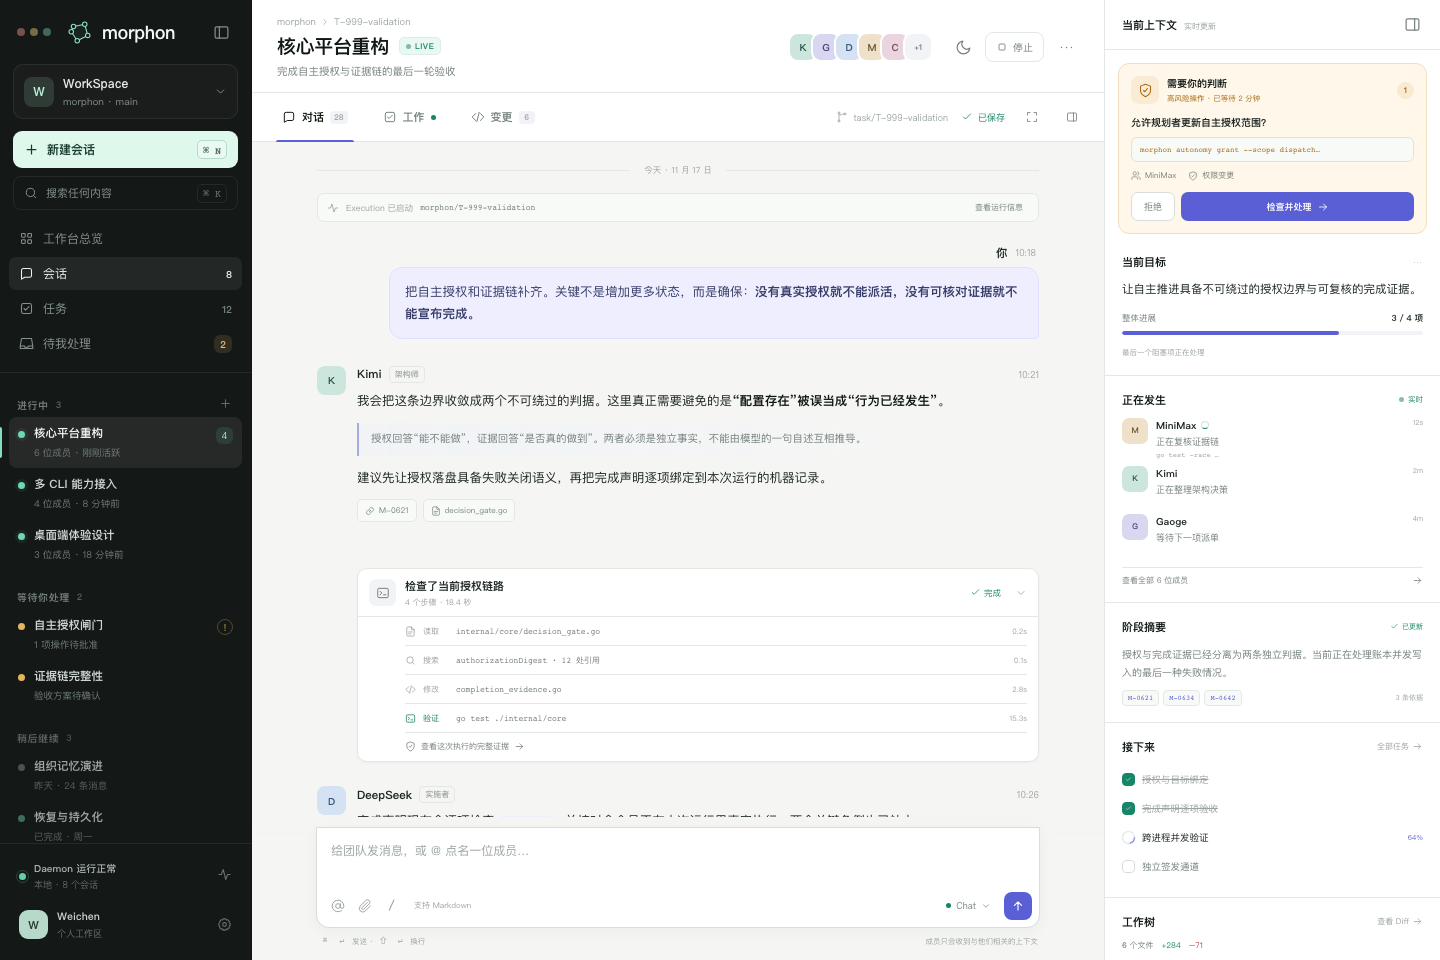 morphon
W
WorkSpace
morphon · main
新建会话
⌘ N
搜索任何内容
⌘ K
工作台总览
会话
8
任务
12
待我处理
2
进行中 3
核心平台重构
4
6 位成员 · 刚刚活跃
多 CLI 能力接入
4 位成员 · 8 分钟前
桌面端体验设计
3 位成员 · 18 分钟前
等待你处理 2
自主授权闸门
1 项操作待批准
证据链完整性
验收方案待确认
稍后继续 3
组织记忆演进
昨天 · 24 条消息
恢复与持久化
已完成 · 周一
Daemon 运行正常
本地 · 8 个会话
W
Weichen
个人工作区
morphon > T-999-validation
核心平台重构
LIVE
完成自主授权与证据链的最后一轮验收
K G D M C +1
停止
对话 28
工作
变更 6
task/T-999-validation
已保存
今天 · 11 月 17 日
Execution 已启动 morphon/T-999-validation
查看运行信息
你 10:18
把自主授权和证据链补齐。关键不是增加更多状态，而是确保：没有真实授权就不能派活，没有可核对证据就不
能宣布完成。
K
Kimi 架构师
10:21
我会把这条边界收敛成两个不可绕过的判据。这里真正需要避免的是“配置存在”被误当成“行为已经发生”。
授权回答“能不能做”，证据回答“是否真的做到”。两者必须是独立事实，不能由模型的一句自述互相推导。
建议先让授权落盘具备失败关闭语义，再把完成声明逐项绑定到本次运行的机器记录。
M-0621
decision_gate.go
检查了当前授权链路
4 个步骤 · 18.4 秒
完成
读取 internal/core/decision_gate.go 0.2s
搜索 authorizationDigest · 12 处引用 0.1s
修改 completion_evidence.go 2.8s
验证 go test ./internal/core 15.3s
查看这次执行的完整证据 →
D
DeepSeek 实施者
10:26
给团队发消息，或 @ 点名一位成员…
支持 Markdown
Chat
⌘ ↵ 发送 · ⇧ ↵ 换行
成员只会收到与他们相关的上下文
当前上下文 实时更新
需要你的判断
高风险操作 · 已等待 2 分钟
1
允许规划者更新自主授权范围？
morphon autonomy grant --scope dispatch…
MiniMax
权限变更
拒绝
检查并处理 →
当前目标
让自主推进具备不可绕过的授权边界与可复核的完成证据。
整体进展
3 / 4 项
最后一个阻塞项正在处理
正在发生
实时
M
MiniMax
12s
正在复核证据链
go test -race …
K
Kimi
2m
正在整理架构决策
G
Gaoge
4m
等待下一项派单
查看全部 6 位成员 →
阶段摘要
已更新
授权与完成证据已经分离为两条独立判据。当前正在处理账本并发写
入的最后一种失败情况。
M-0621 M-0634 M-0642
3 条依据
接下来
全部任务 →
授权与目标绑定
完成声明逐项验收
跨进程并发验证
64%
独立签发通道
工作树
查看 Diff →
6 个文件 +284 −71